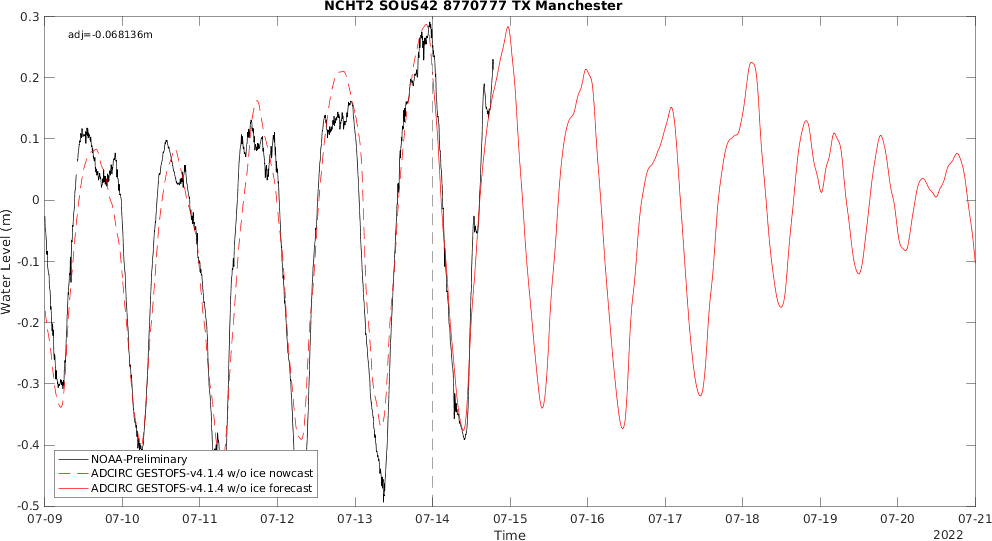 NCHT2 SOUS42 8770777 TX Manchester
adj=-0.068136m
0.3
0.2
0.1
0
-0.1
-0.2
-0.3
-0.4
-0.5
Water Level (m)
NOAA-Preliminary
ADCIRC GESTOFS-v4.1.4 w/o ice nowcast
ADCIRC GESTOFS-v4.1.4 w/o ice forecast
07-09 07-10 07-11 07-12 07-13 07-14 07-15 07-16 07-17 07-18 07-19 07-20 07-21
Time
2022